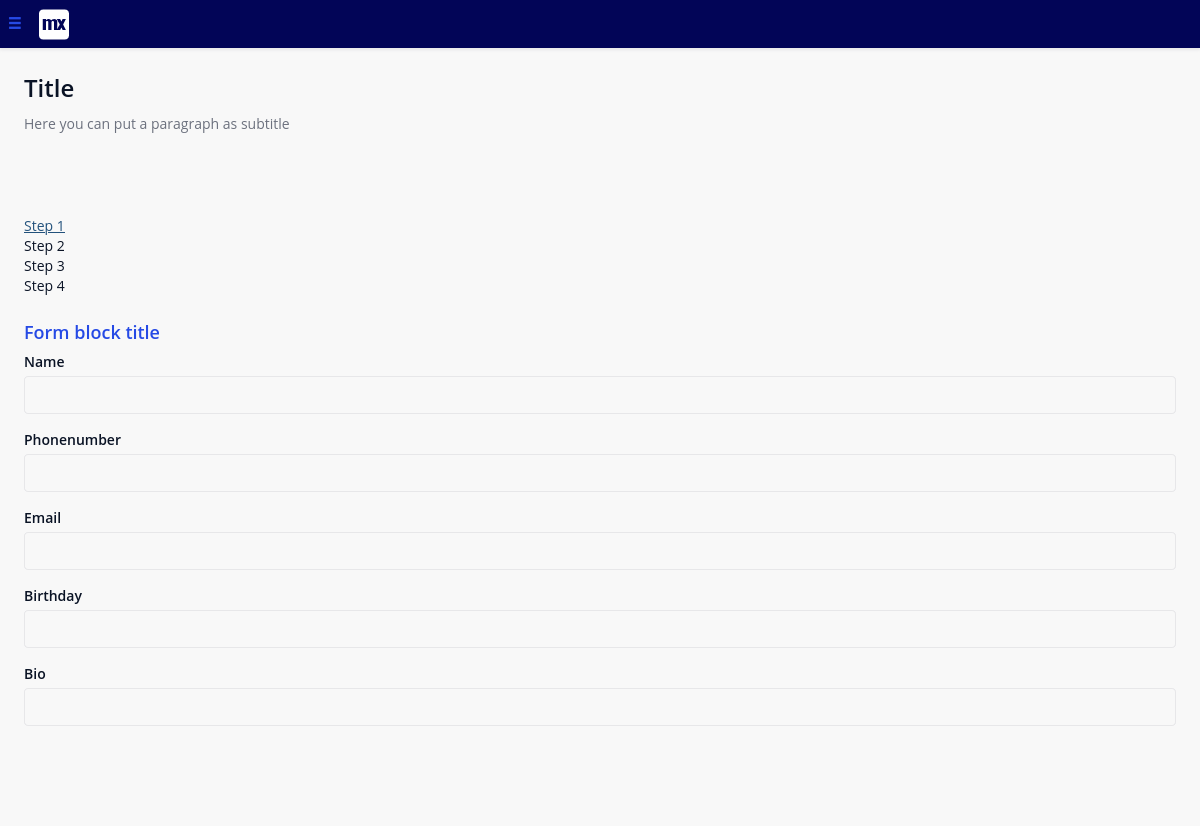 mx
Title
Here you can put a paragraph as subtitle
Step 1
Step 2
Step 3
Step 4
Form block title
Name
Phonenumber
Email
Birthday
Bio